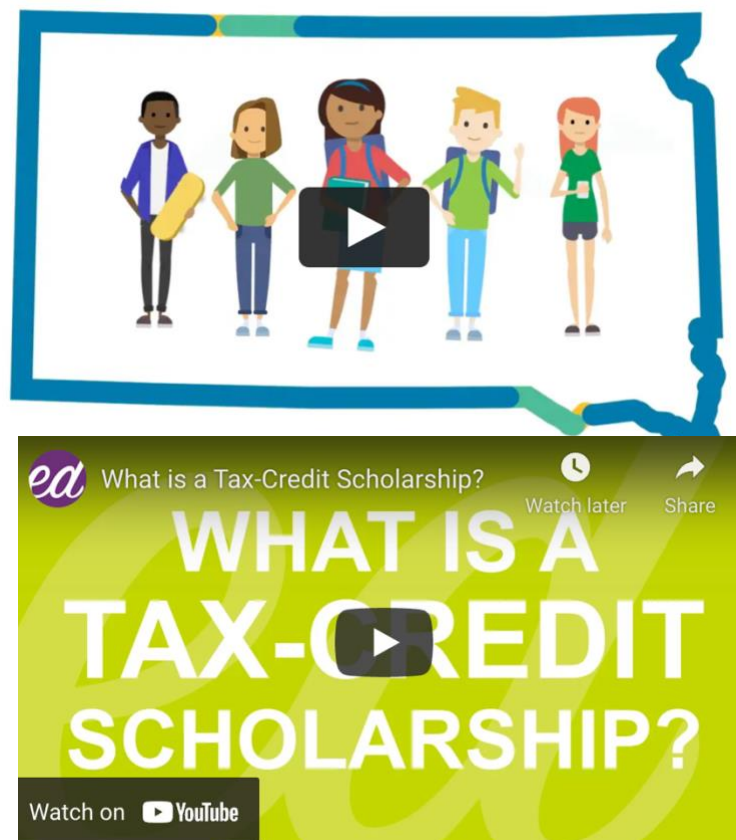 ed
What is a Tax-Credit Scholarship?
Watch later
Share
WHAT IS A
TAX-CREDIT
SCHOLARSHIP?
Watch on YouTube